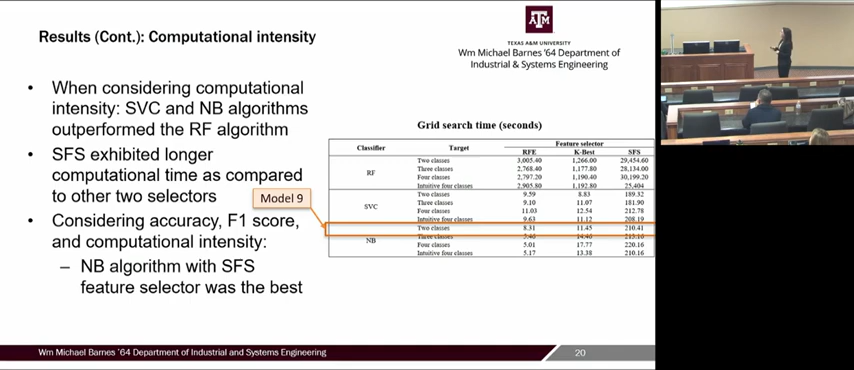 Results (Cont.): Computational intensity
ATM
TEXAS A&M UNIVERSITY
Wm Michael Barnes '64 Department of
Industrial & Systems Engineering
• When considering computational
intensity: SVC and NB algorithms
outperformed the RF algorithm
• SFS exhibited longer
computational time as compared
to other two selectors
• Considering accuracy, F1 score,
and computational intensity:
– NB algorithm with SFS
feature selector was the best
Model 9
Grid search time (seconds)
Classifier Target Feature selector
RFE K-Best SFS
RF
Two classes 3,005.40 1,266.00 29,454.60
Three classes 2,768.40 1,177.80 28,134.00
Four classes 2,797.20 1,190.40 30,199.20
Intuitive four classes 2,905.80 1,192.80 25,404
SVC
Two classes 9.59 8.83 189.32
Three classes 9.10 11.07 181.90
Four classes 11.03 12.54 212.78
Intuitive four classes 9.63 11.12 208.19
NB
Two classes 8.31 11.45 210.41
Three classes
Four classes 5.01 17.77 220.16
Intuitive four classes 5.17 13.38 210.16
Wm Michael Barnes '64 Department of Industrial and Systems Engineering
20